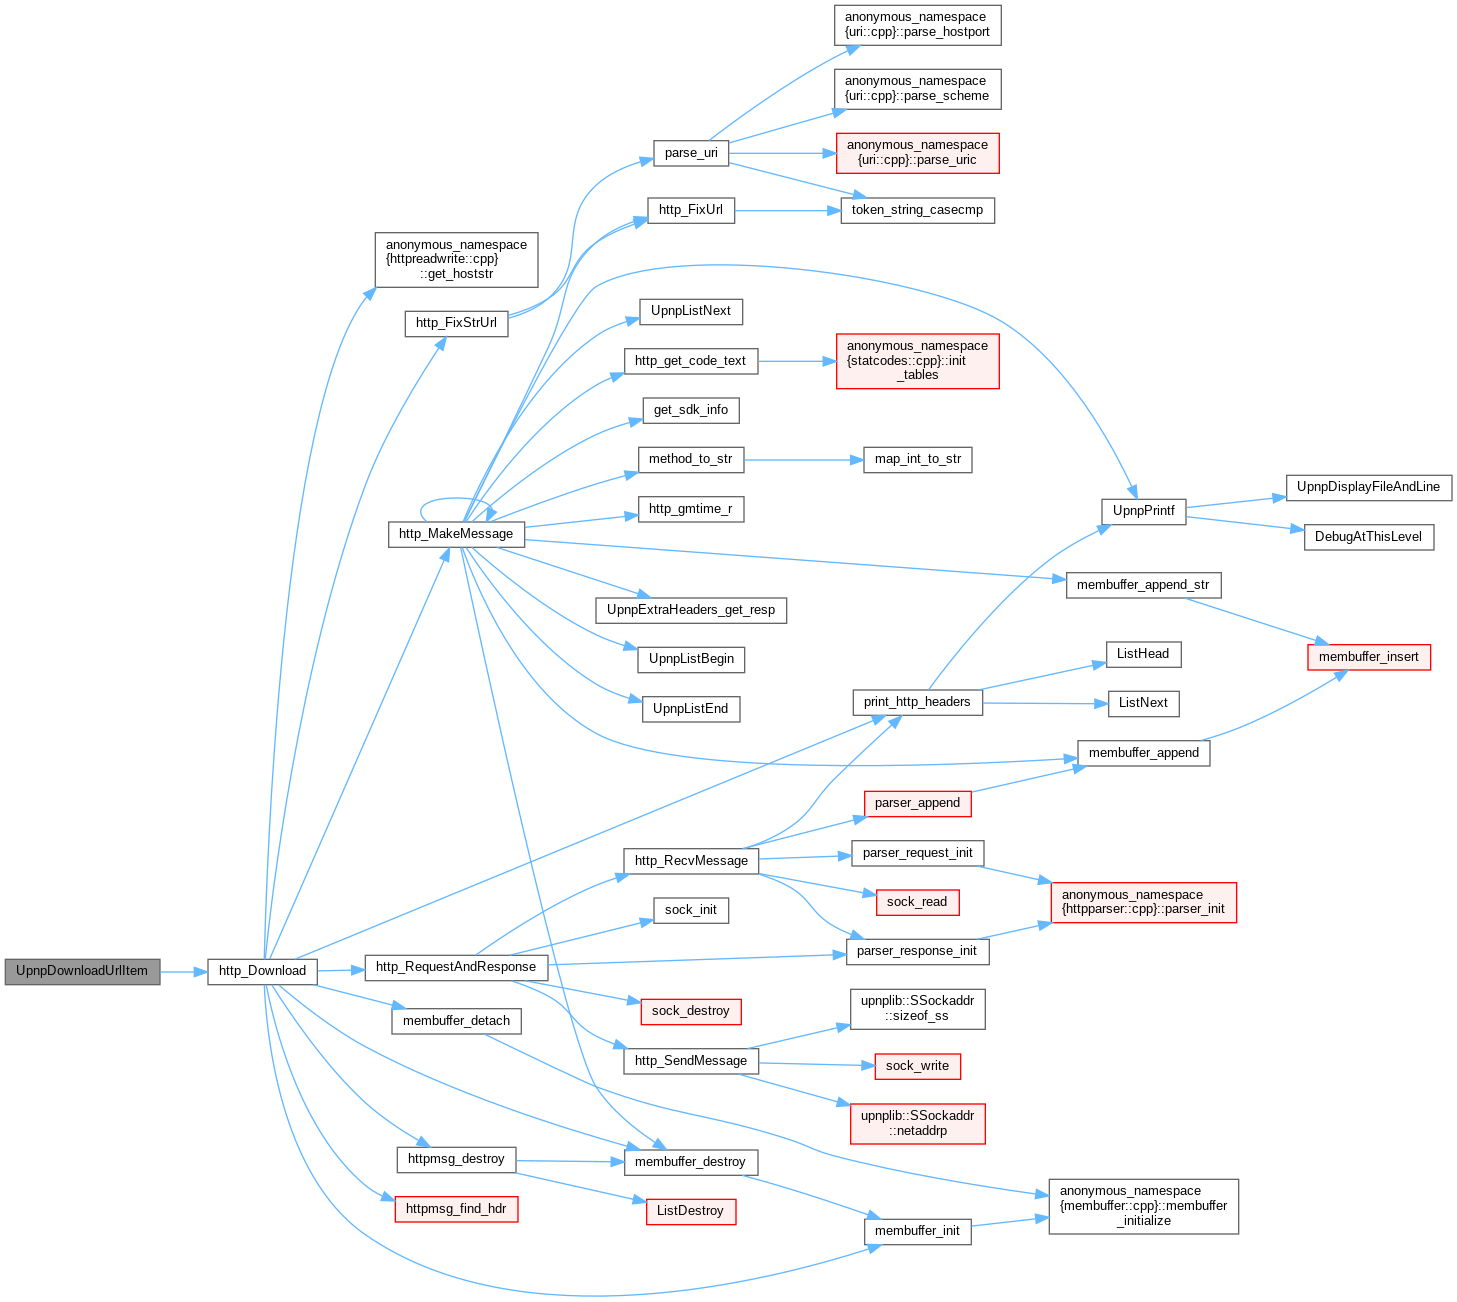 anonymous_namespace
{uri::cpp}::parse_hostport
anonymous_namespace
{uri::cpp}::parse_scheme
parse_uri
anonymous_namespace
{uri::cpp}::parse_uric
http_FixUrl
token_string_casecmp
anonymous_namespace
{httpreadwrite::cpp}
::get_hoststr
http_FixStrUrl
UpnpListNext
http_get_code_text
anonymous_namespace
{statcodes::cpp}::init
_tables
get_sdk_info
method_to_str
map_int_to_str
UpnpDisplayFileAndLine
http_gmtime_r
UpnpPrintf
http_MakeMessage
DebugAtThisLevel
membuffer_append_str
UpnpExtraHeaders_get_resp
UpnpListBegin
ListHead
membuffer_insert
UpnpListEnd
print_http_headers
ListNext
membuffer_append
parser_append
http_RecvMessage
parser_request_init
sock_read
anonymous_namespace
{httpparser::cpp}::parser_init
sock_init
parser_response_init
UpnpDownloadUrlItem
http_Download
http_RequestAndResponse
sock_destroy
upnplib::SSockaddr
::sizeof_ss
membuffer_detach
http_SendMessage
sock_write
upnplib::SSockaddr
::netaddrp
httpmsg_destroy
membuffer_destroy
httpmsg_find_hdr
ListDestroy
anonymous_namespace
{membuffer::cpp}::membuffer
_initialize
membuffer_init